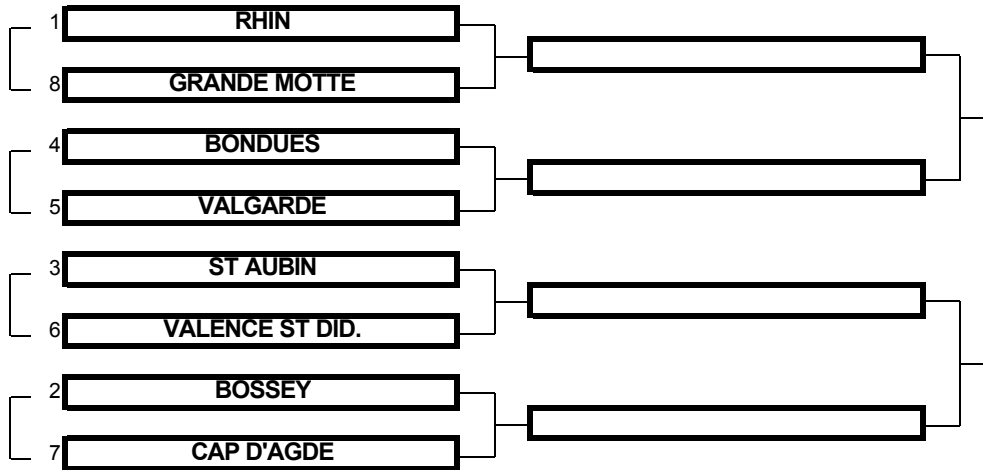 1 RHIN
8 GRANDE MOTTE
4 BONDUES
5 VALGARDE
3 ST AUBIN
6 VALENCE ST DID.
2 BOSSEY
7 CAP D'AGDE